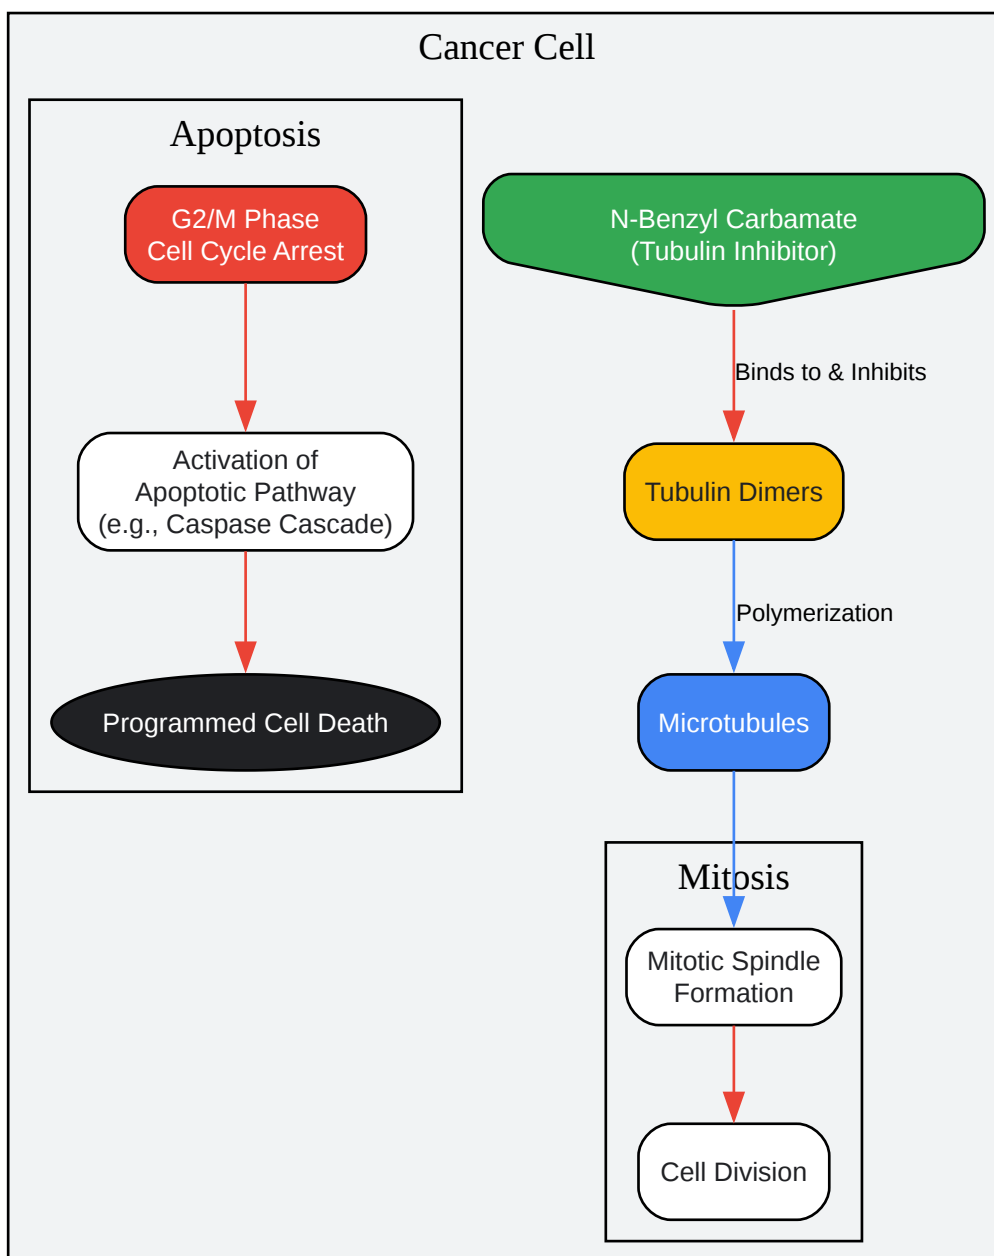 Cancer Cell
Apoptosis
G2/M Phase
Cell Cycle Arrest
Activation of
Apoptotic Pathway
(e.g., Caspase Cascade)
Programmed Cell Death
N-Benzyl Carbamate
(Tubulin Inhibitor)
Binds to & Inhibits
Tubulin Dimers
Polymerization
Microtubules
Mitosis
Mitotic Spindle
Formation
Cell Division